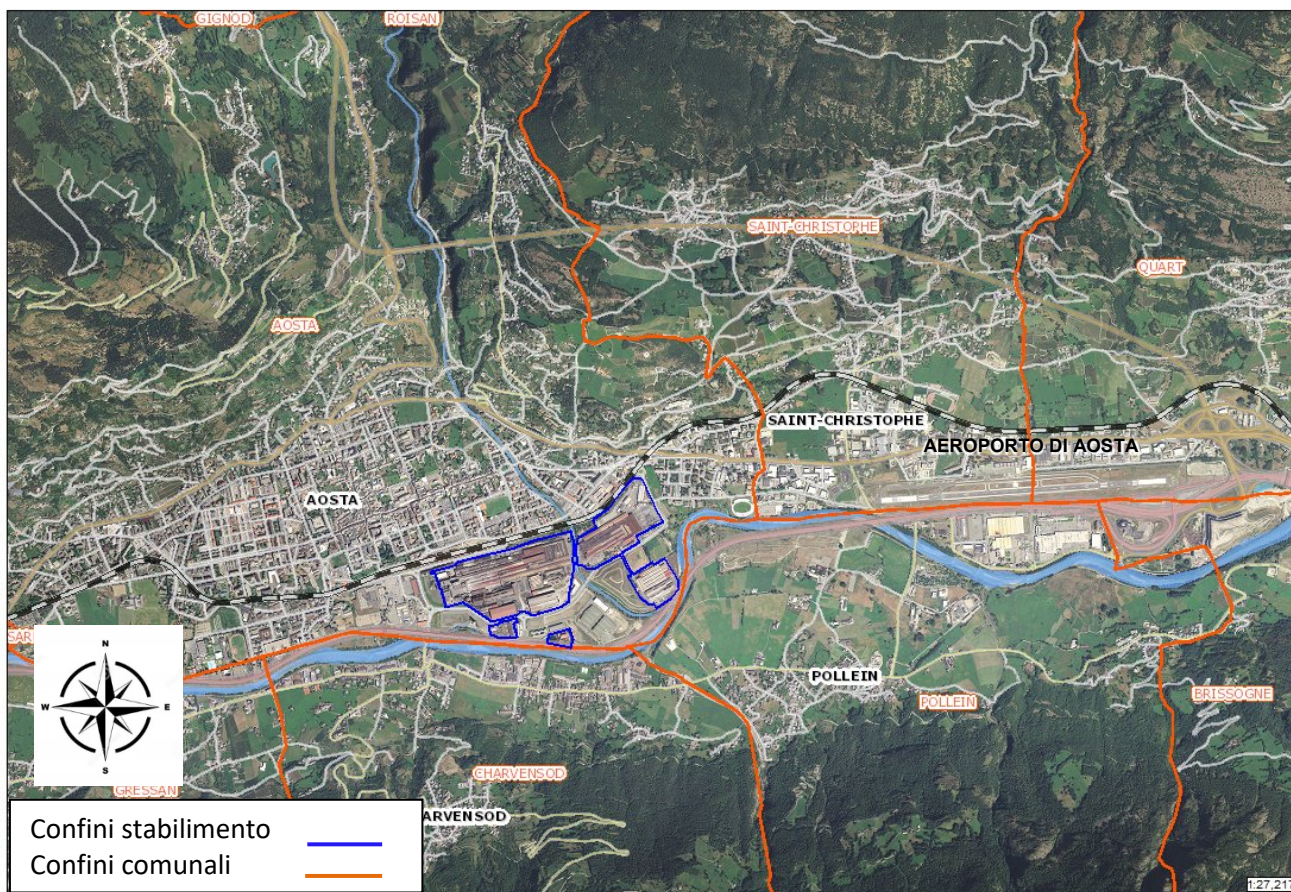 GIGNOD
ROISAN
SAINT-CHRISTOPHE
QUART
AOSTA
SAINT-CHRISTOPHE
AEROPORTO DI AOSTA
AOSTA
N
W
E
S
POLLEIN
POLLEIN
BRISSOGNE
CHARVENSOD
GRESSAN
ARVENSOD
Confini stabilimento
Confini comunali